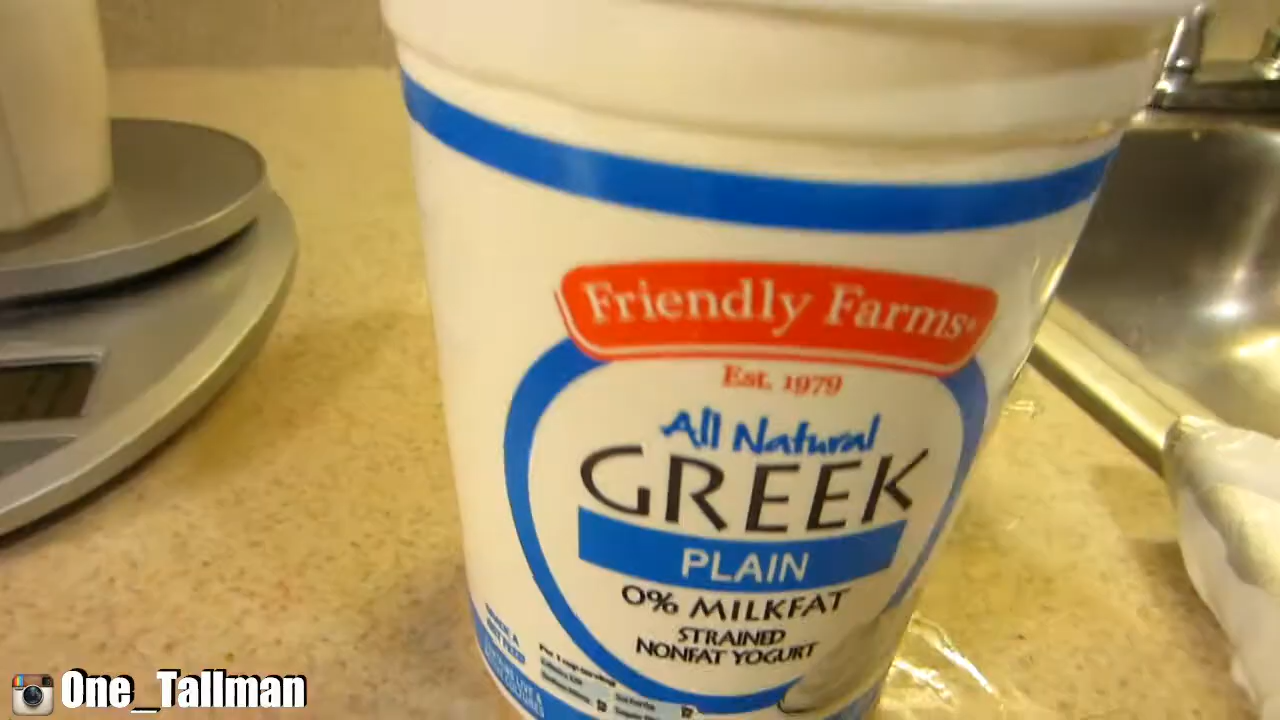 Friendly Farms
Est. 1979
All Natural
GREEK
PLAIN
0% MILKFAT
STRAINED
NONFAT YOGURT
One_Tallman